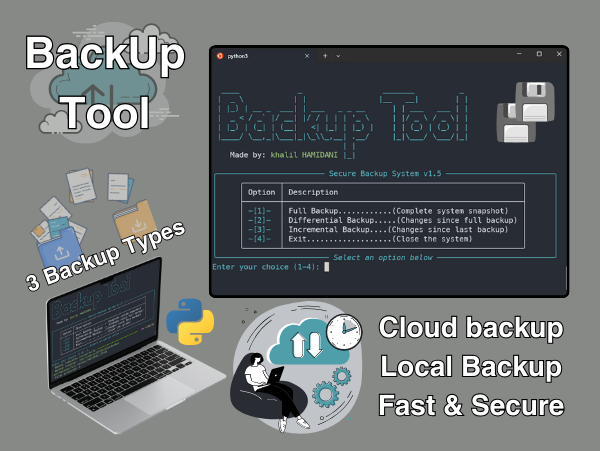 BackUp
Tool
python3
Backup Tool
Made by: khalil HAMIDANI
Secure Backup System v1.5
Option Description
~[1]~ Full Backup............(Complete system snapshot)
~[2]~ Differential Backup.....(Changes since full backup)
~[3]~ Incremental Backup....(Changes since last backup)
~[4]~ Exit...................(Close the system)
Select an option below
Enter your choice (1-4):
3 Backup Types
Backup Tool
Cloud backup
Local Backup
Fast & Secure